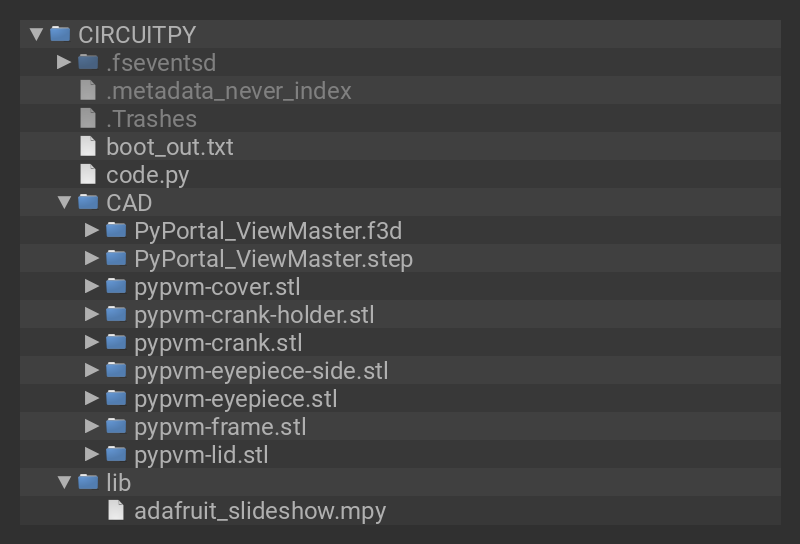 CIRCUITPY
.fseventsd
.metadata_never_index
.Trashes
boot_out.txt
code.py
CAD
PyPortal_ViewMaster.f3d
PyPortal_ViewMaster.step
pypvm-cover.stl
pypvm-crank-holder.stl
pypvm-crank.stl
pypvm-eyepiece-side.stl
pypvm-eyepiece.stl
pypvm-frame.stl
pypvm-lid.stl
lib
adafruit_slideshow.mpy